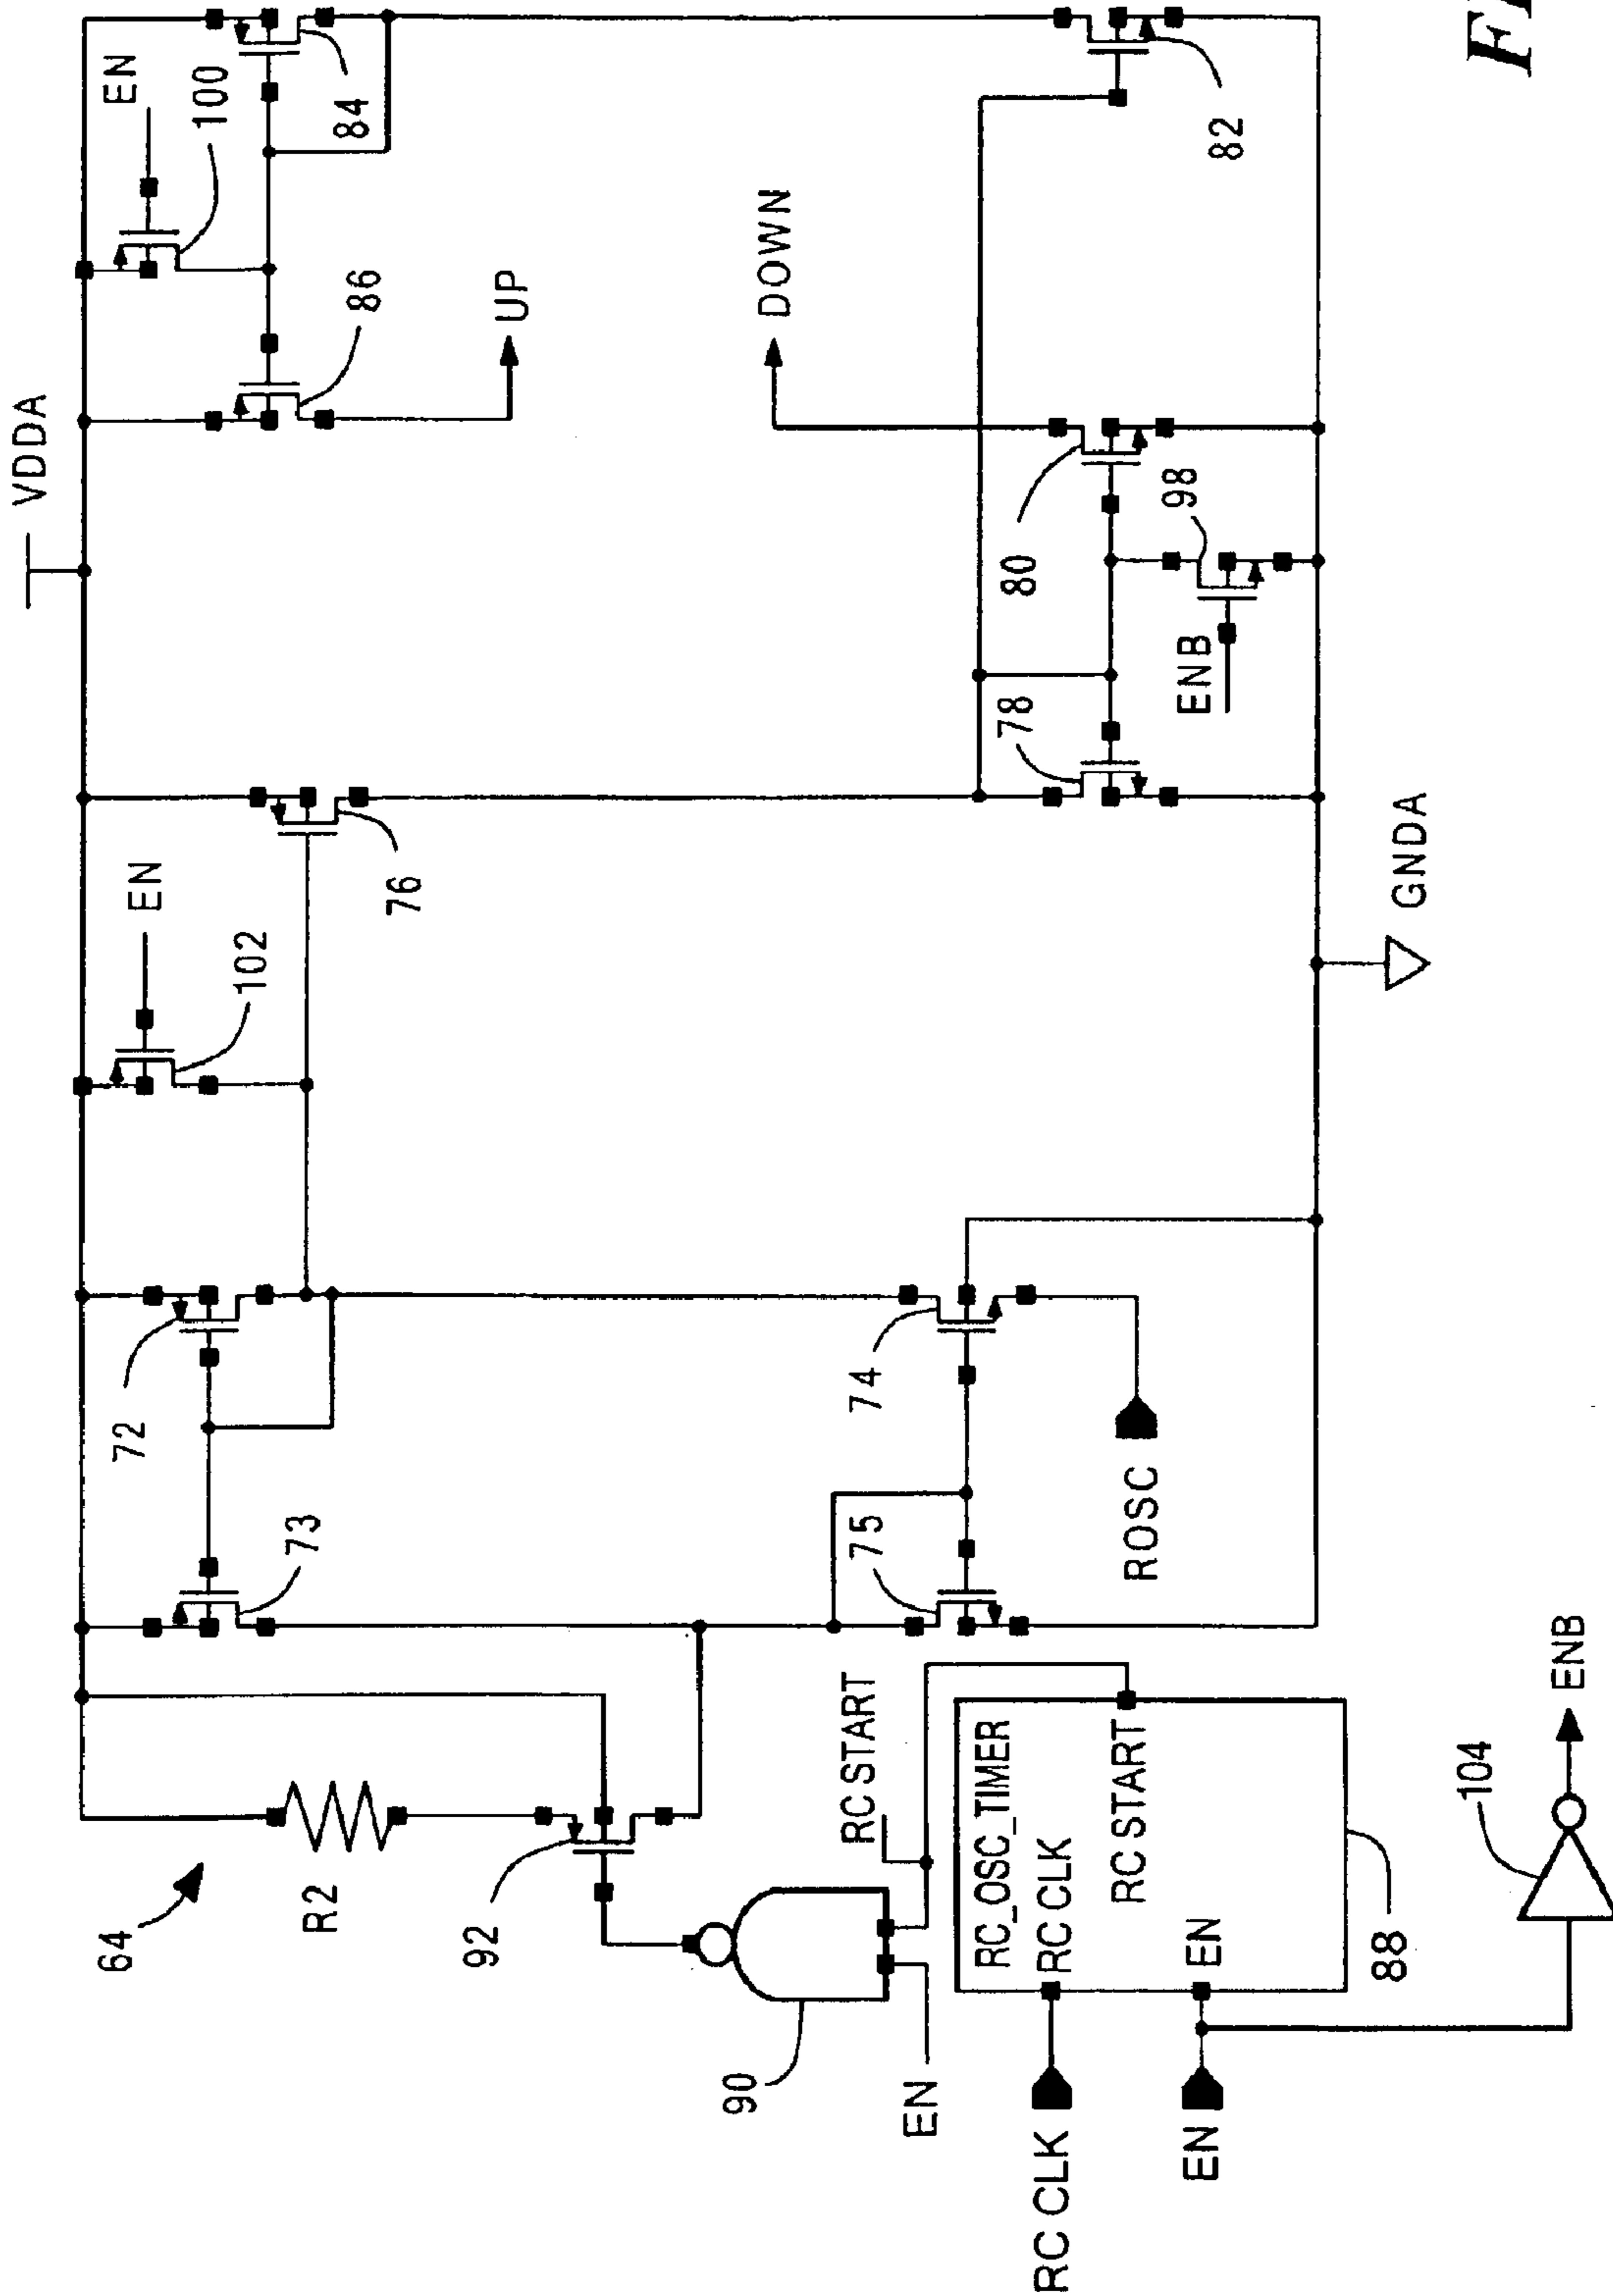 VDDA
EN
100
84
EN
102
86
72
73
76
UP
64
R2
92
DOWN
90
EN
RC START
75
74
78
80
98
82
ROSC
ENB
RC CLK
EN
RC_OSC_TIMER
RC CLK
RC START
EN
88
GNDA
104
ENB